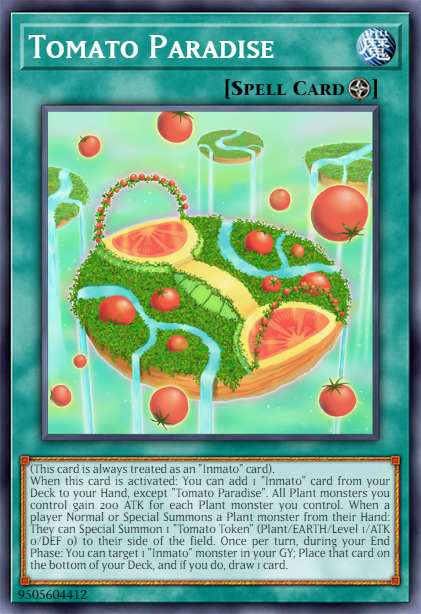 Tomato Paradise
魔
[Spell Card]
(This card is always treated as an "Inmato" card).
When this card is activated: You can add 1 "Inmato" card from your
Deck to your Hand, except "Tomato Paradise". All Plant monsters you
control gain 200 ATK for each Plant monster you control. When a
player Normal or Special Summons a Plant monster from their Hand:
They can Special Summon 1 "Tomato Token" (Plant/EARTH/Level 1/ATK
0/DEF 0) to their side of the field. Once per turn, during your End
Phase: You can target 1 "Inmato" monster in your GY; Place that card on
the bottom of your Deck, and if you do, draw 1 card.
9505604412